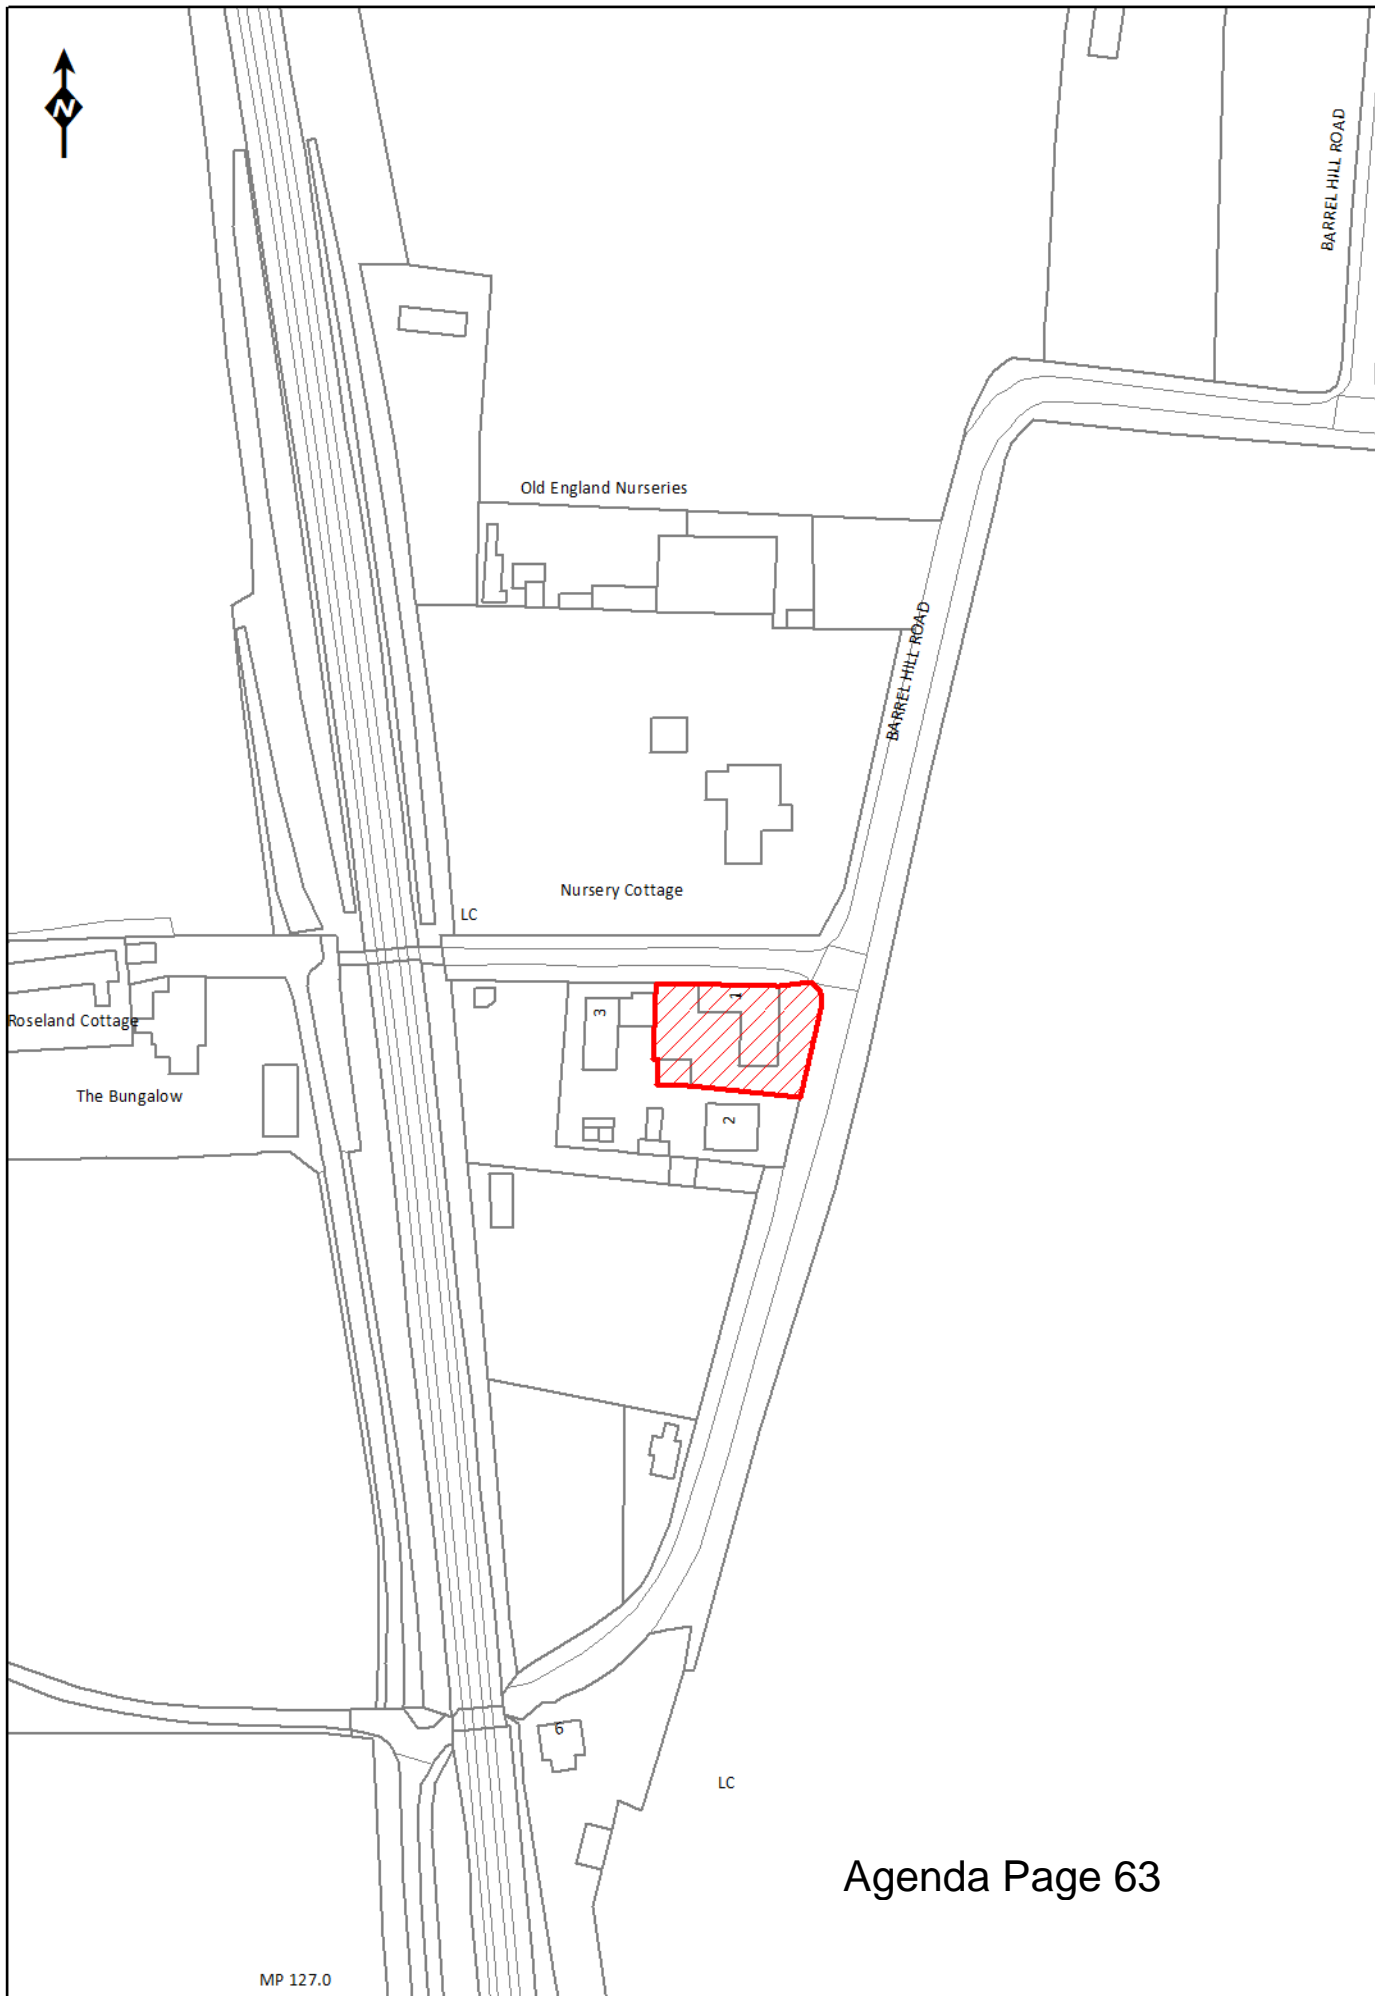 N
BARREL HILL ROAD
Old England Nurseries
BARREL HILL ROAD
Nursery Cottage
LC
1
3
Roseland Cottage
The Bungalow
2
6
LC
Agenda Page 63
MP 127.0